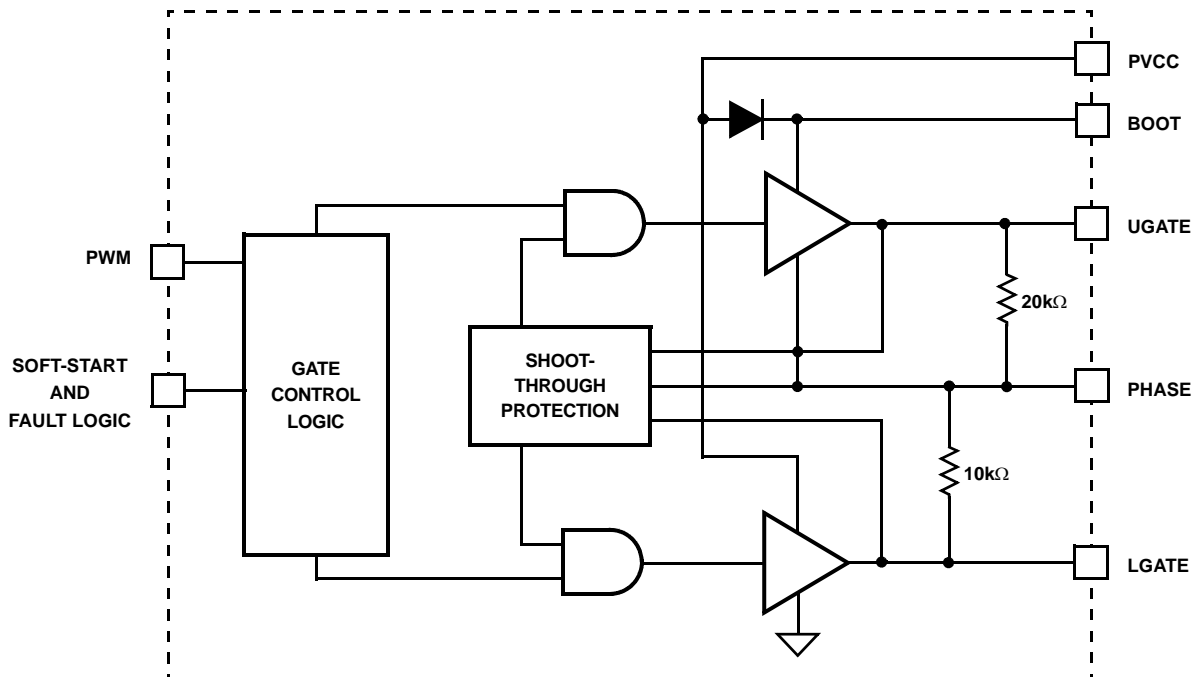 PVCC
BOOT
UGATE
PWM
20kΩ
SOFT-START
AND
FAULT LOGIC
GATE
CONTROL
LOGIC
SHOOT-
THROUGH
PROTECTION
PHASE
10kΩ
LGATE